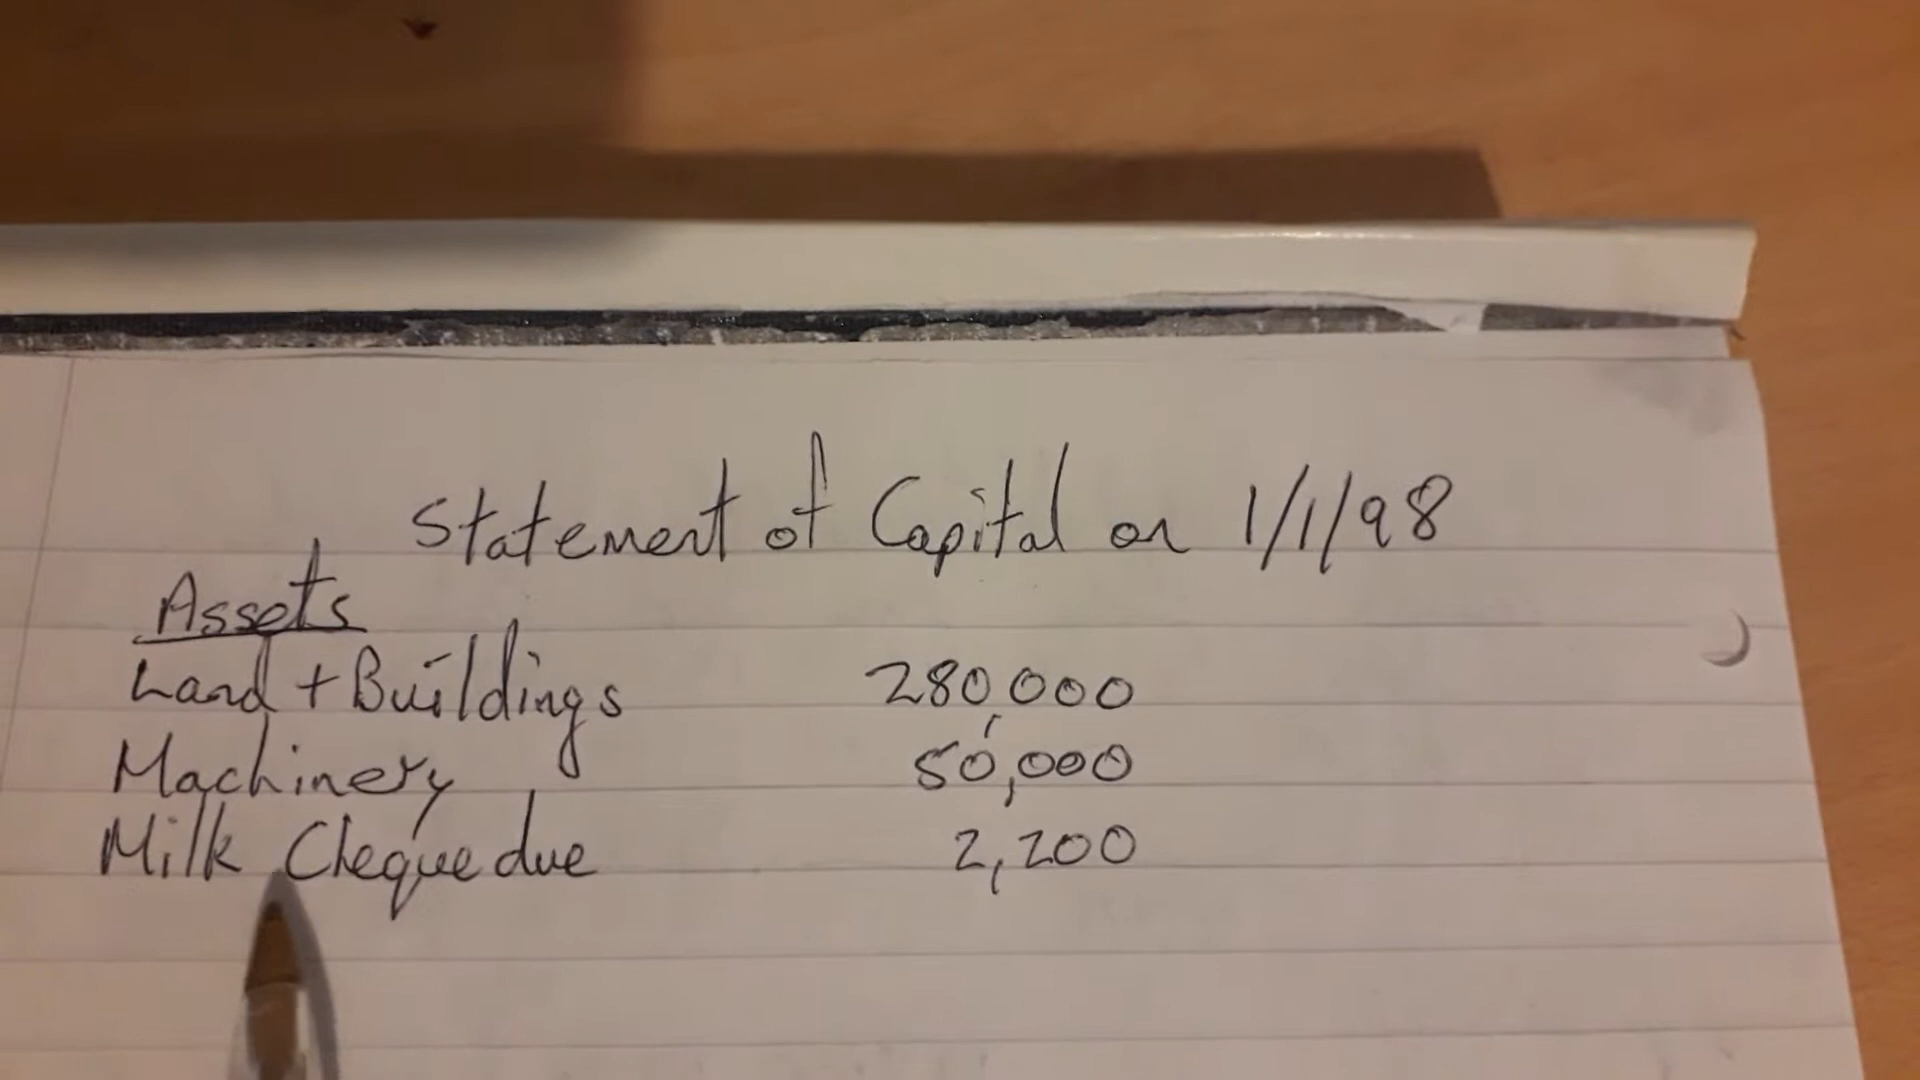 Statement of Capital on 1/1/98
Assets
Land + Buildings 280,000
Machinery 50,000
Milk Cheque due 2,200